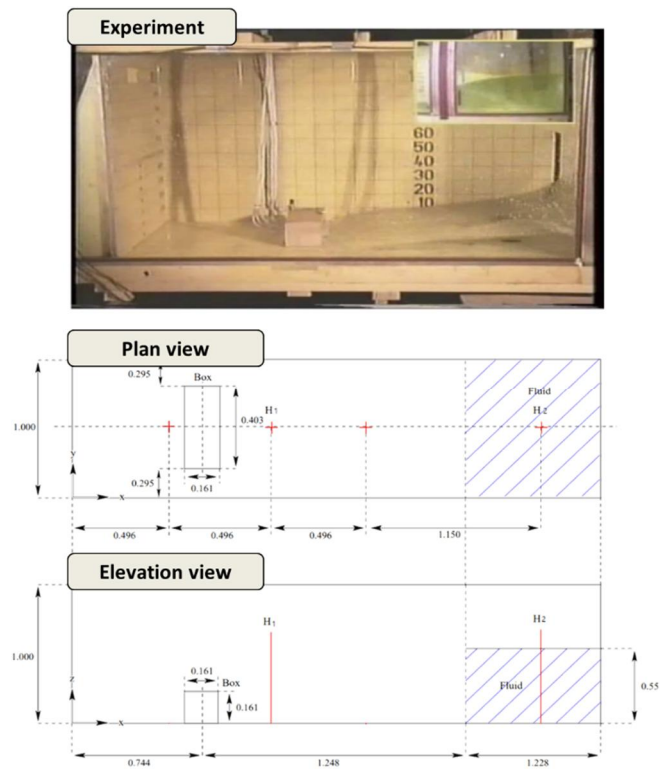 Experiment
60
50
40
30
20
10
Plan view
0.295
Box
Fluid
H1
H2
1.000
0.403
y
0.295
0.161
x
0.496
0.496
0.496
1.150
Elevation view
H1
H2
1.000
0.161
Box
z
0.161
Fluid
0.55
x
0.744
1.248
1.228